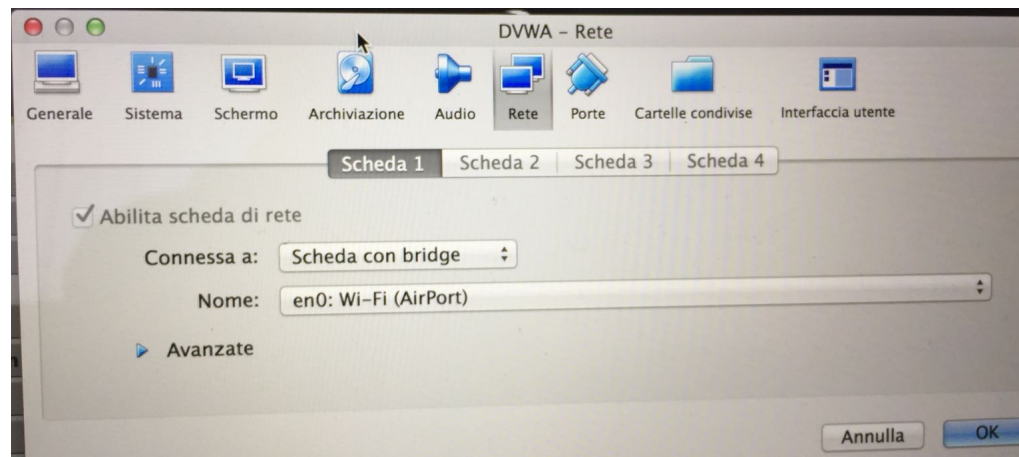 DVWA – Rete
Generale Sistema Schermo Archiviazione Audio Rete Porte Cartelle condivise Interfaccia utente
Scheda 1 Scheda 2 Scheda 3 Scheda 4
Abilita scheda di rete
Connessa a: Scheda con bridge
Nome: en0: Wi-Fi (AirPort)
Avanzate
Annulla OK